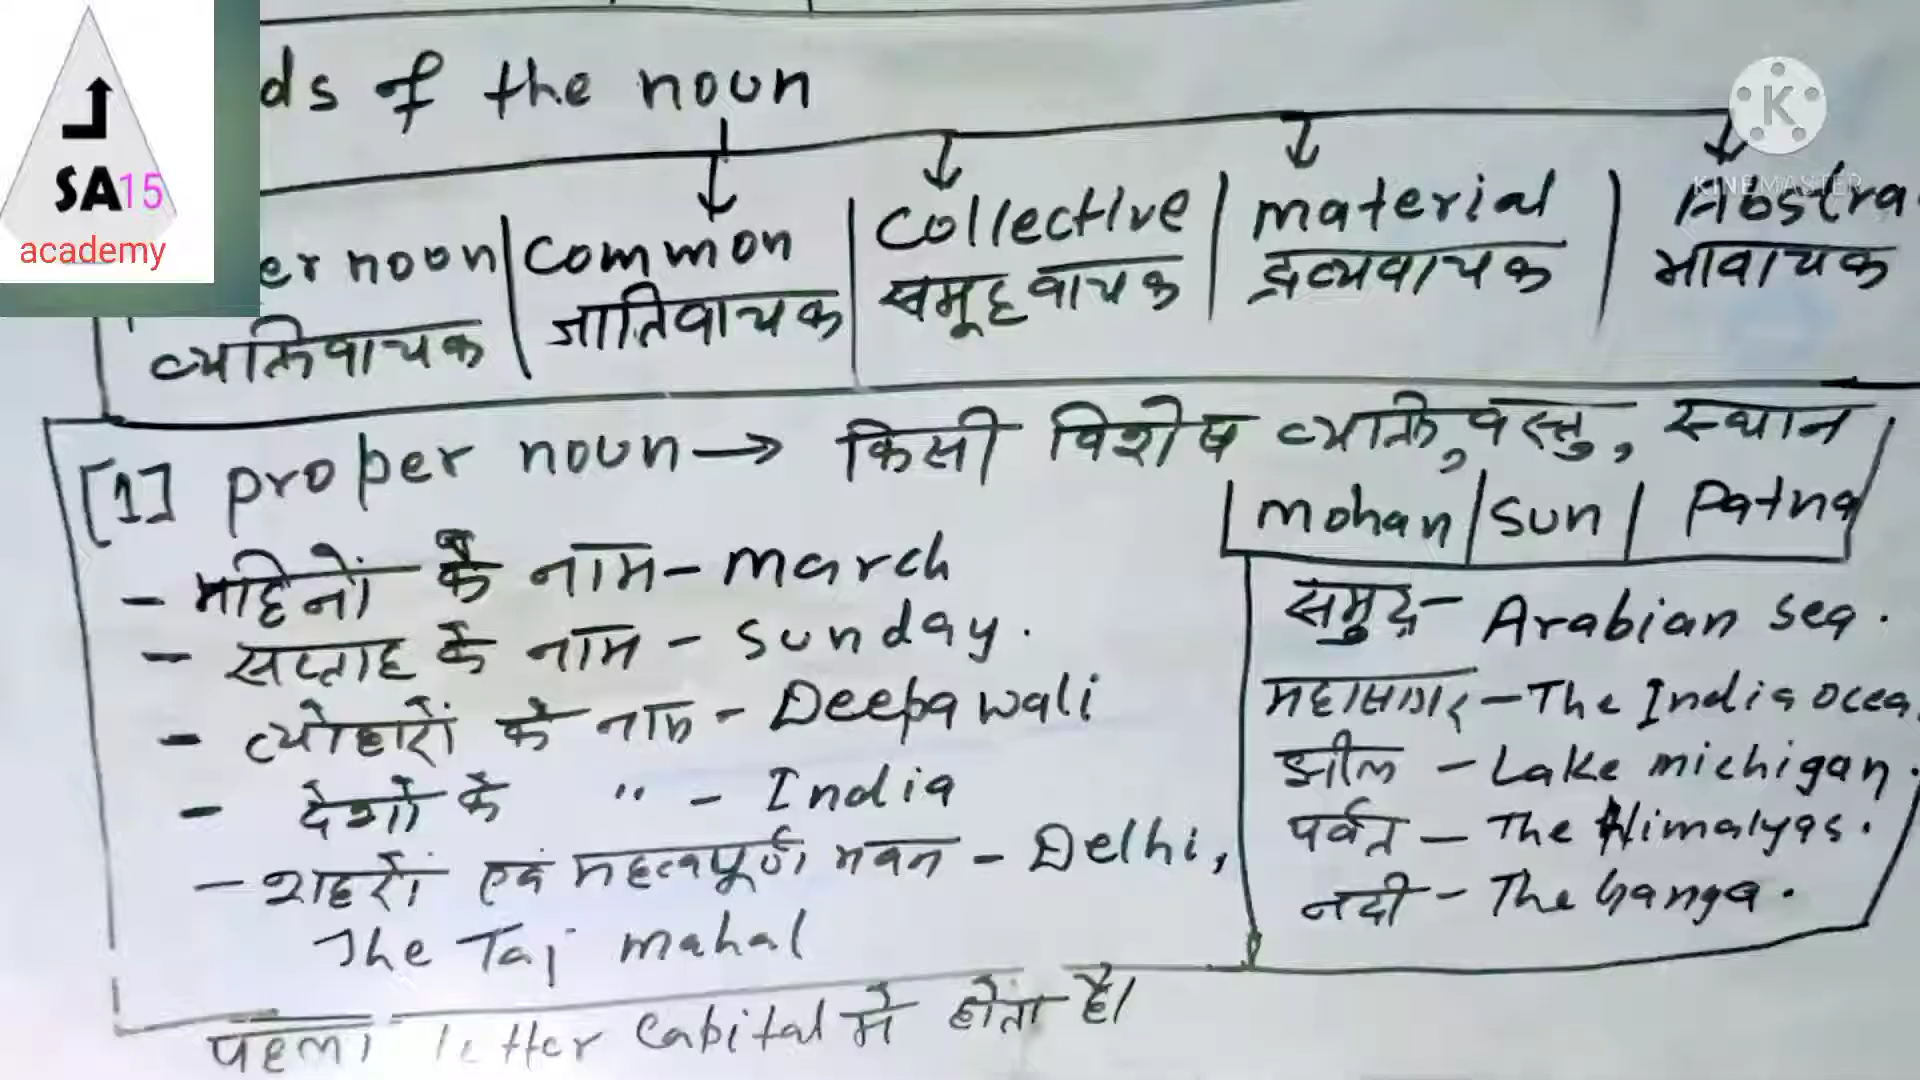 SA15
academy
ds of the noun
KINEMASTER
er noon | Common | Collective | material | Abstra
व्यक्तिवाचक | जातिवाचक | समूहवाचक | द्रव्यवाचक | भावाचक
[1] proper noun → किसी विशेष व्यक्ति, वस्तु, स्थान
| mohan | sun | Patna
- महिनों के नाम - march
- सप्ताह के नाम - sunday.
- त्योहारों के नाम - Deepawali
- देशों के " - India
- शहरों एवं महत्वपूर्ण भवन - Delhi,
The Taj mahal
समुद्र - Arabian sea.
महासागर - The India Ocea
झील - Lake michigan.
पर्वत - The Himalyas.
नदी - The Ganga.
पहला letter capital में होता है।